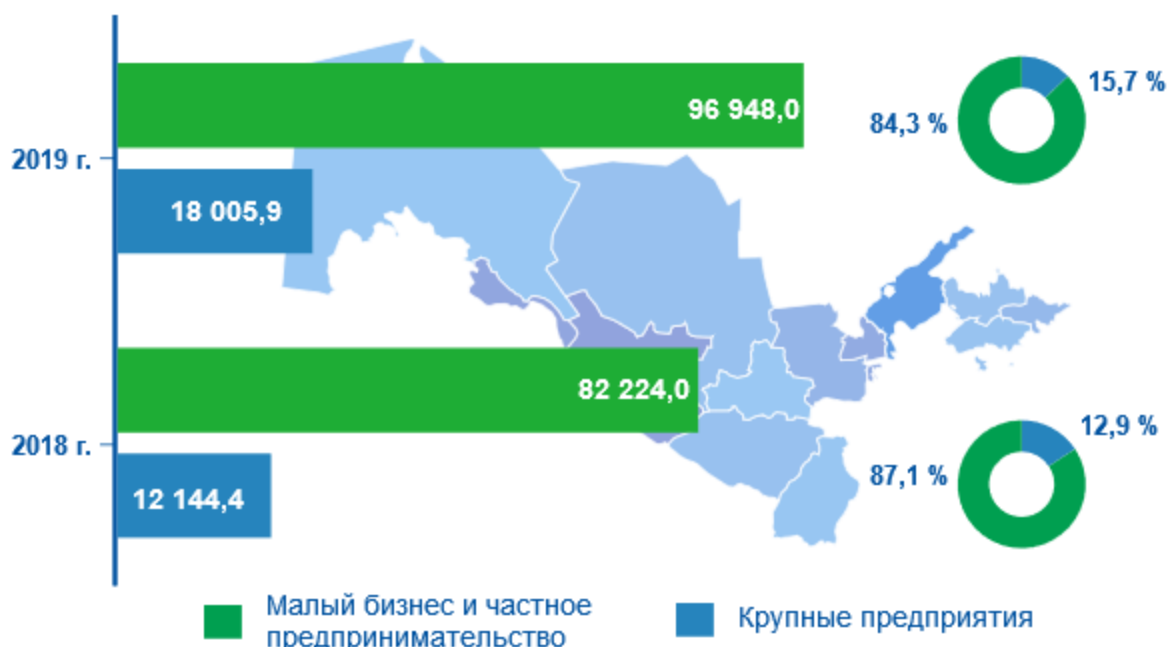 96 948,0
15,7 %
84,3 %
2019 г.
18 005,9
82 224,0
12,9 %
2018 г.
87,1 %
12 144,4
Малый бизнес и частное
предпринимательство
Крупные предприятия